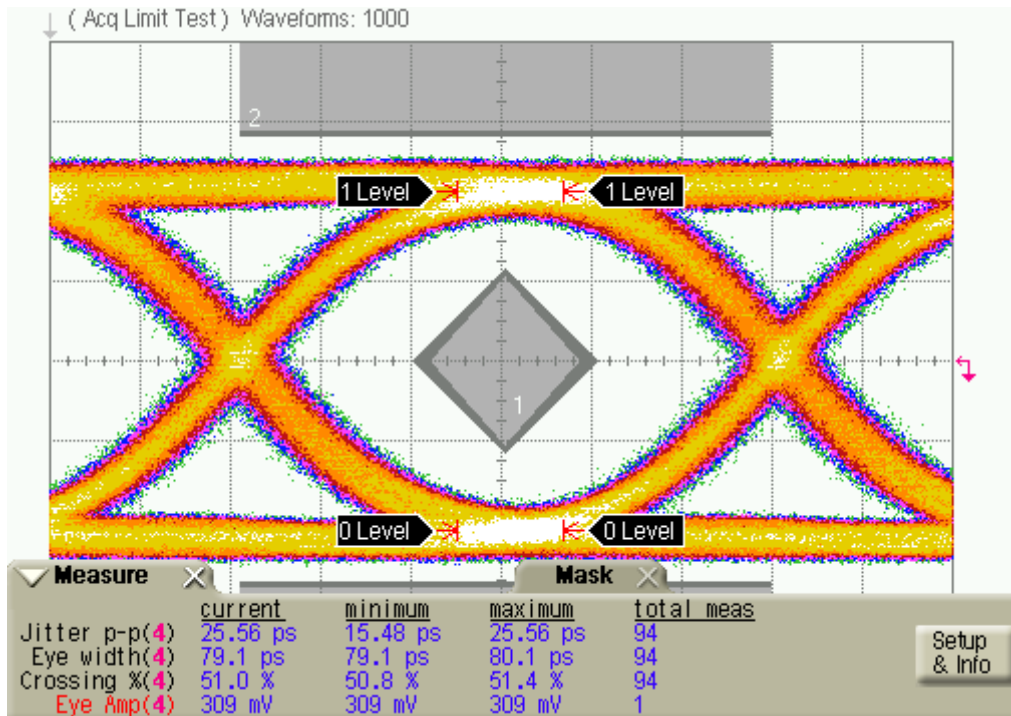 ( Acq Limit Test ) Waveforms: 1000
2
1 Level 1 Level
1
0 Level 0 Level
Measure Mask
current minimum maximum total meas
Jitter p-p(4) 25.56 ps 15.48 ps 25.56 ps 94
Eye width(4) 79.1 ps 79.1 ps 80.1 ps 94
Crossing %(4) 51.0 % 50.8 % 51.4 % 94
Eye Amp(4) 309 mV 309 mV 309 mV 1
Setup
& Info